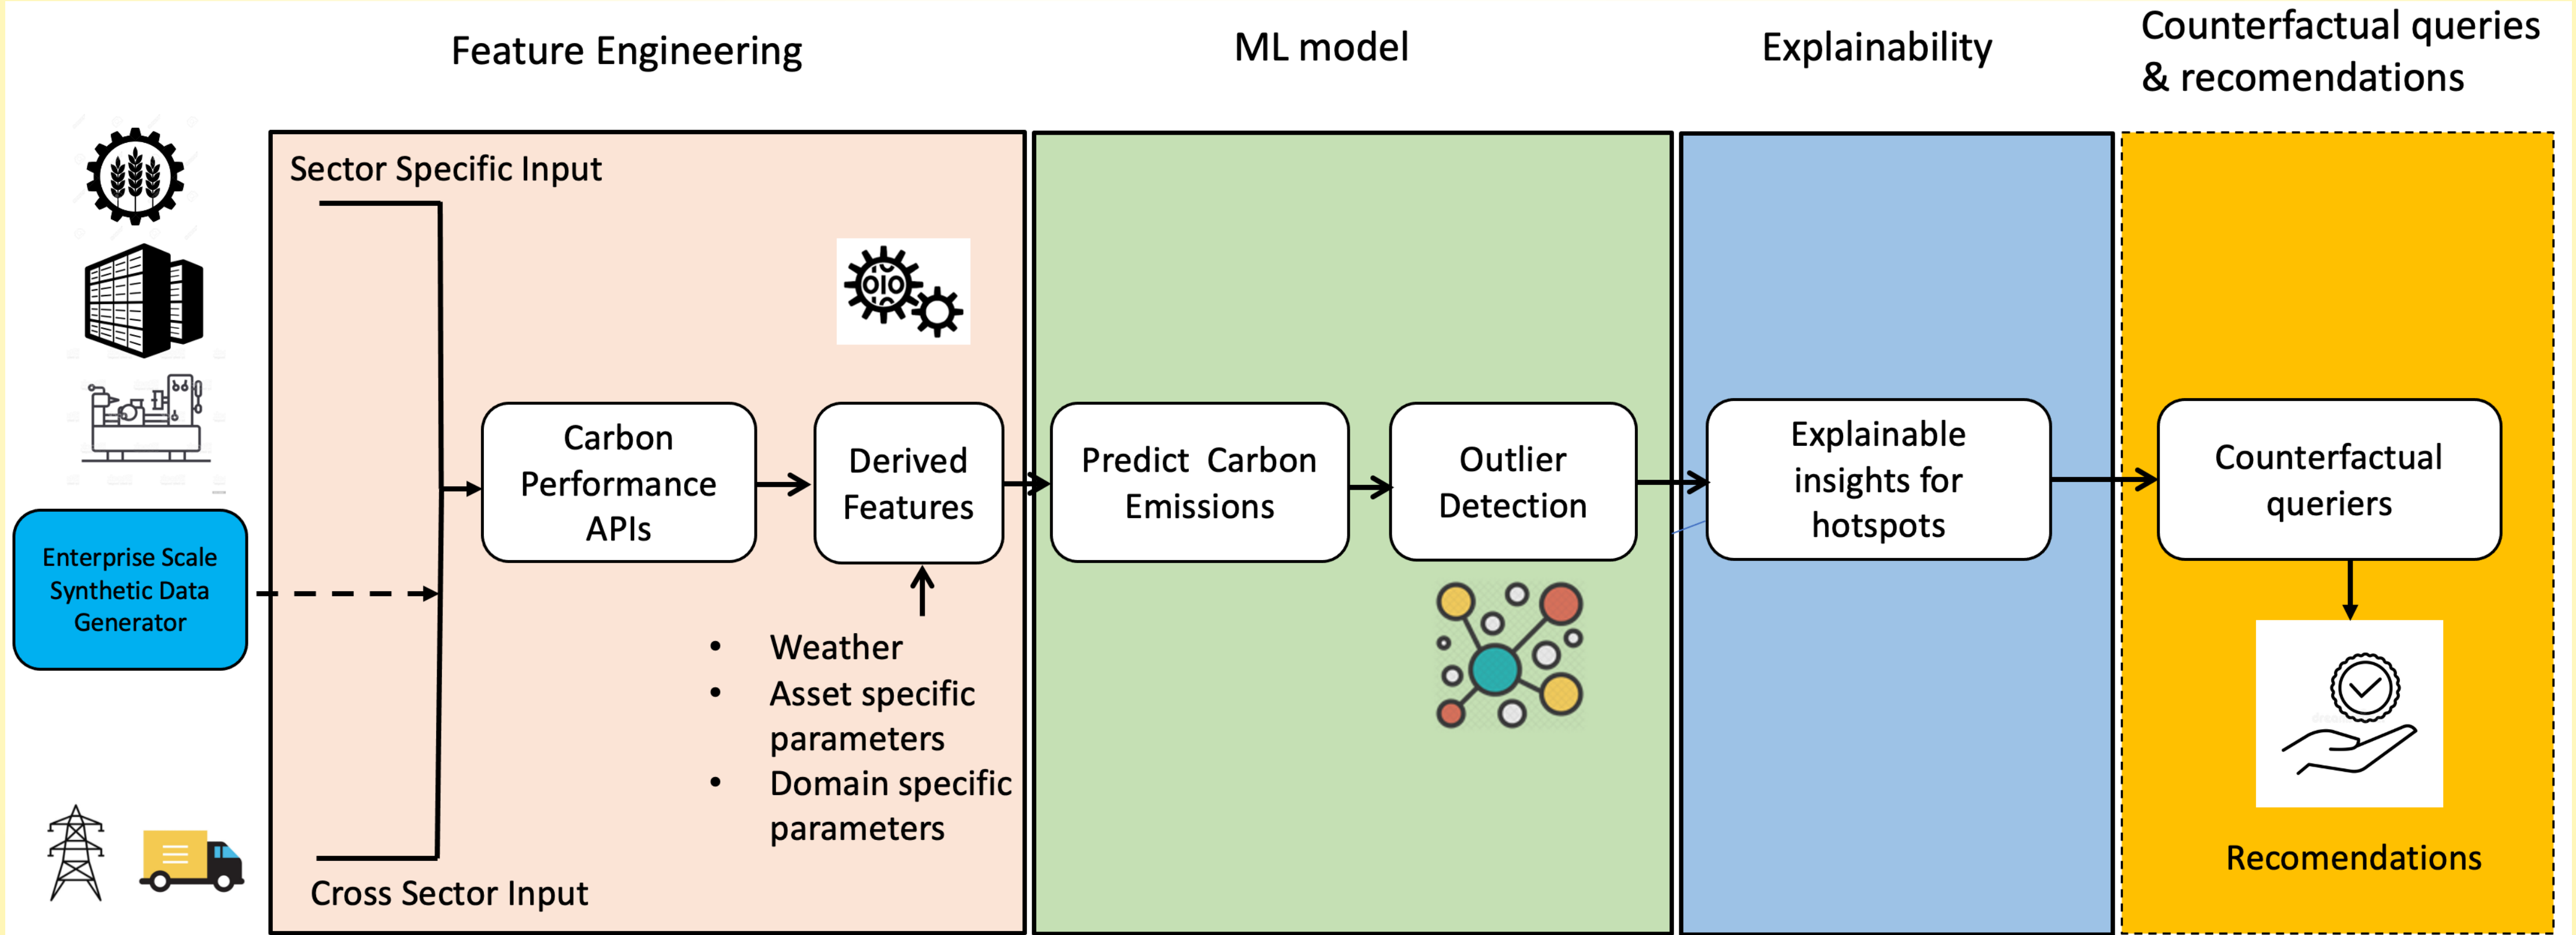 Feature Engineering
ML model
Explainability
Counterfactual queries
& recomendations
Sector Specific Input
Carbon
Performance
APIs
Derived
Features
Predict Carbon
Emissions
Outlier
Detection
Explainable
insights for
hotspots
Counterfactual
queriers
Enterprise Scale
Synthetic Data
Generator
• Weather
• Asset specific
parameters
• Domain specific
parameters
Recomendations
Cross Sector Input